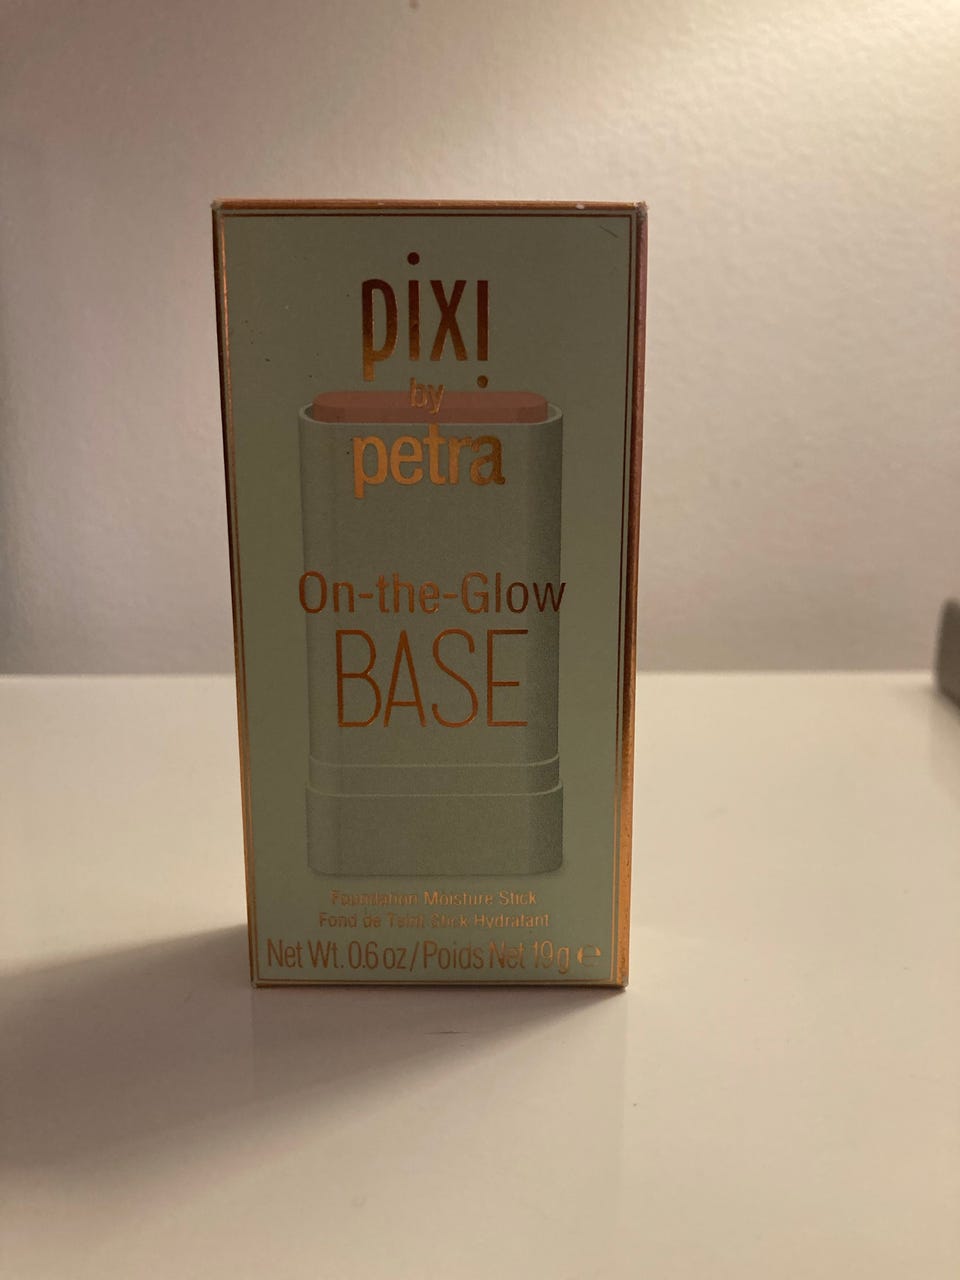 pixi
by
petra
On-the-Glow
BASE
Foundation Moisture Stick
Fond de Teint Stick Hydratant
Net Wt. 0.6 oz / Poids Net 19 g ℮